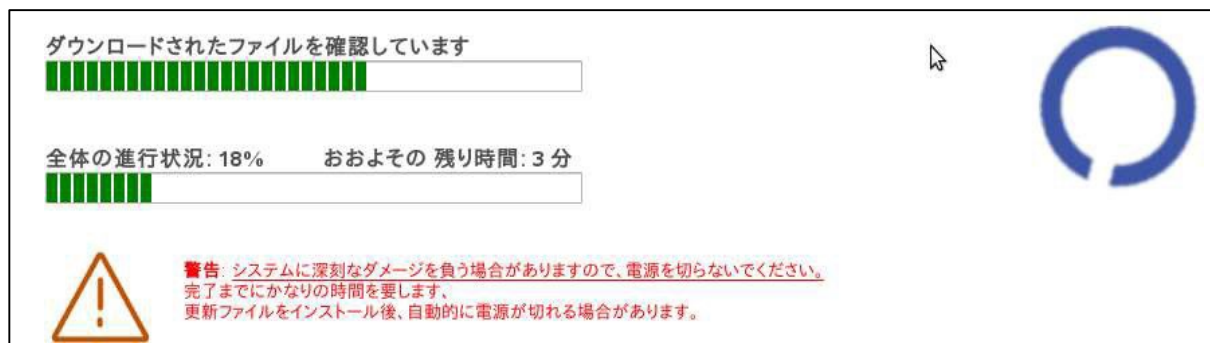 ダウンロードされたファイルを確認しています
全体の進行状況: 18% おおよその 残り時間: 3 分
警告: システムに深刻なダメージを負う場合がありますので、電源を切らないでください。
完了までにかなりの時間を要します、
更新ファイルをインストール後、自動的に電源が切れる場合があります。